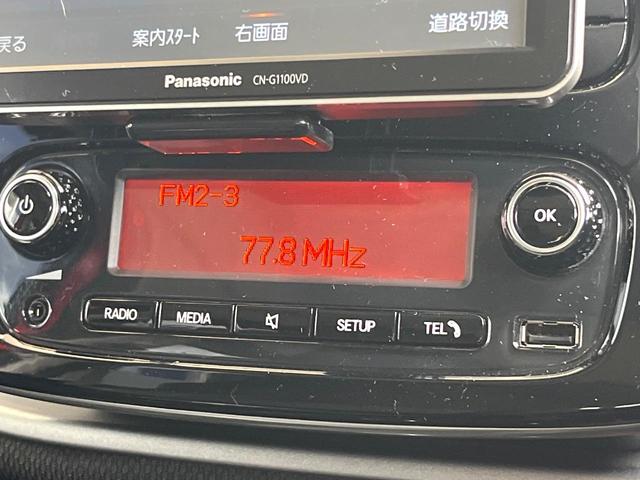 戻る 案内ｽﾀｰﾄ 右画面 道路切換
Panasonic CN-G1100VD
FM2-3
77.8 MHz
OK
RADIO MEDIA SETUP TEL